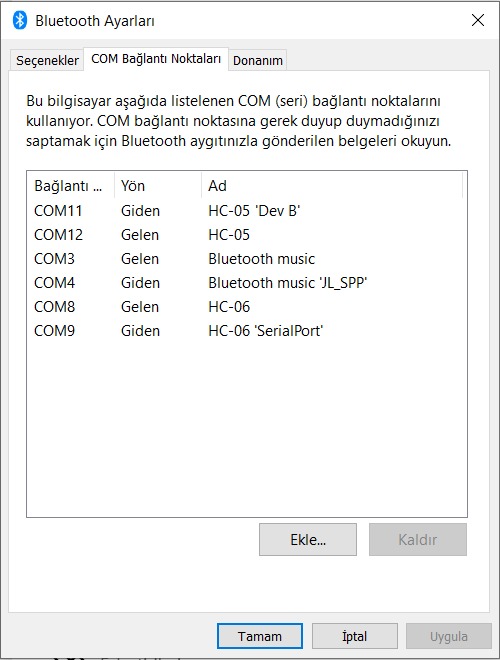 Bluetooth Ayarları
Seçenekler COM Bağlantı Noktaları Donanım
Bu bilgisayar aşağıda listelenen COM (seri) bağlantı noktalarını
kullanıyor. COM bağlantı noktasına gerek duyup duymadığınızı
saptamak için Bluetooth aygıtınızla gönderilen belgeleri okuyun.
Bağlantı ... Yön Ad
COM11 Giden HC-05 'Dev B'
COM12 Gelen HC-05
COM3 Gelen Bluetooth music
COM4 Giden Bluetooth music 'JL_SPP'
COM8 Gelen HC-06
COM9 Giden HC-06 'SerialPort'
Ekle... Kaldır
Tamam İptal Uygula